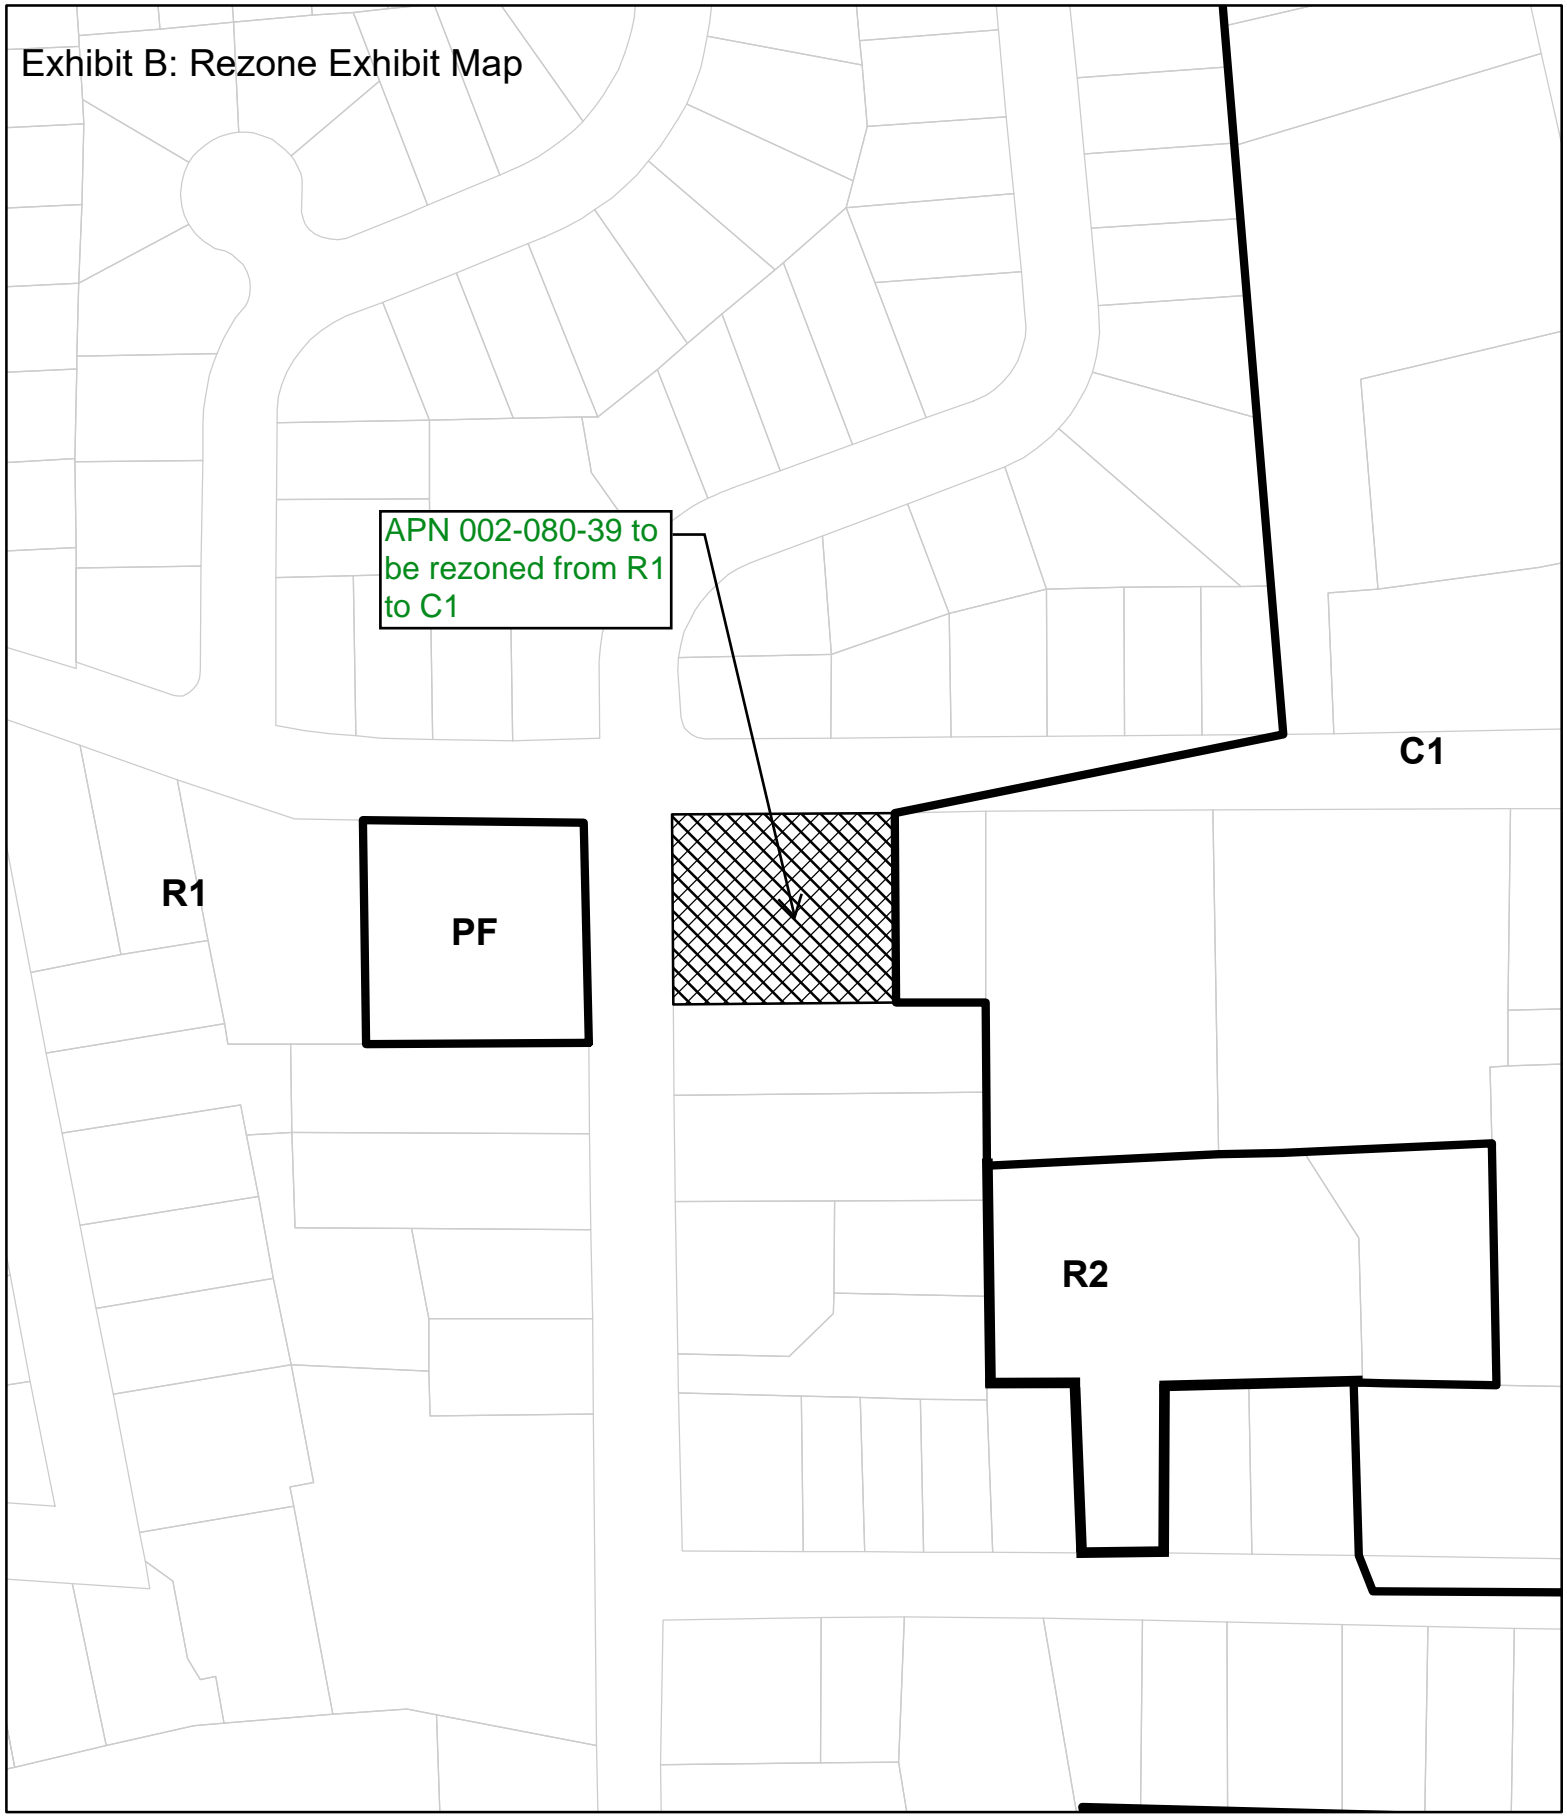 Exhibit B: Rezone Exhibit Map
APN 002-080-39 to
be rezoned from R1
to C1
C1
R1
PF
R2